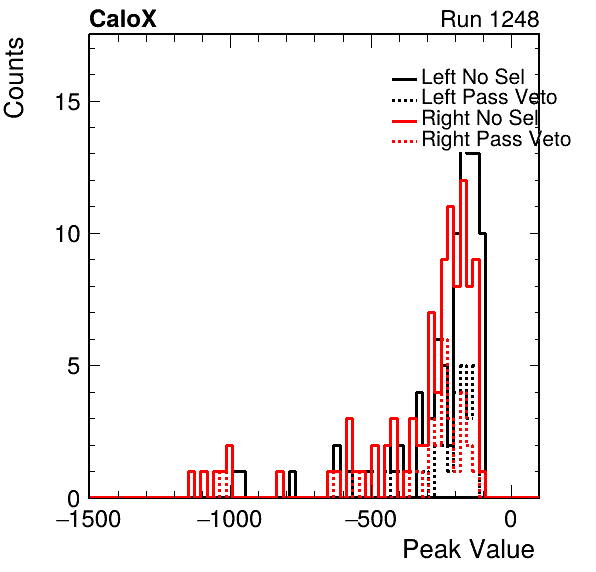 CaloX Run 1248
Counts
Left No Sel
Left Pass Veto
Right No Sel
Right Pass Veto
15
10
5
0
−1500 −1000 −500 0
Peak Value